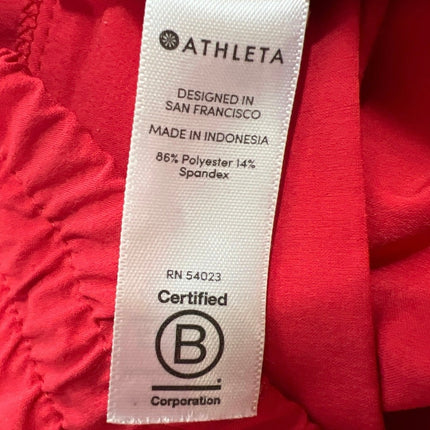 ATHLETA
DESIGNED IN
SAN FRANCISCO
MADE IN INDONESIA
86% Polyester 14%
Spandex
RN 54023
Certified
B
Corporation